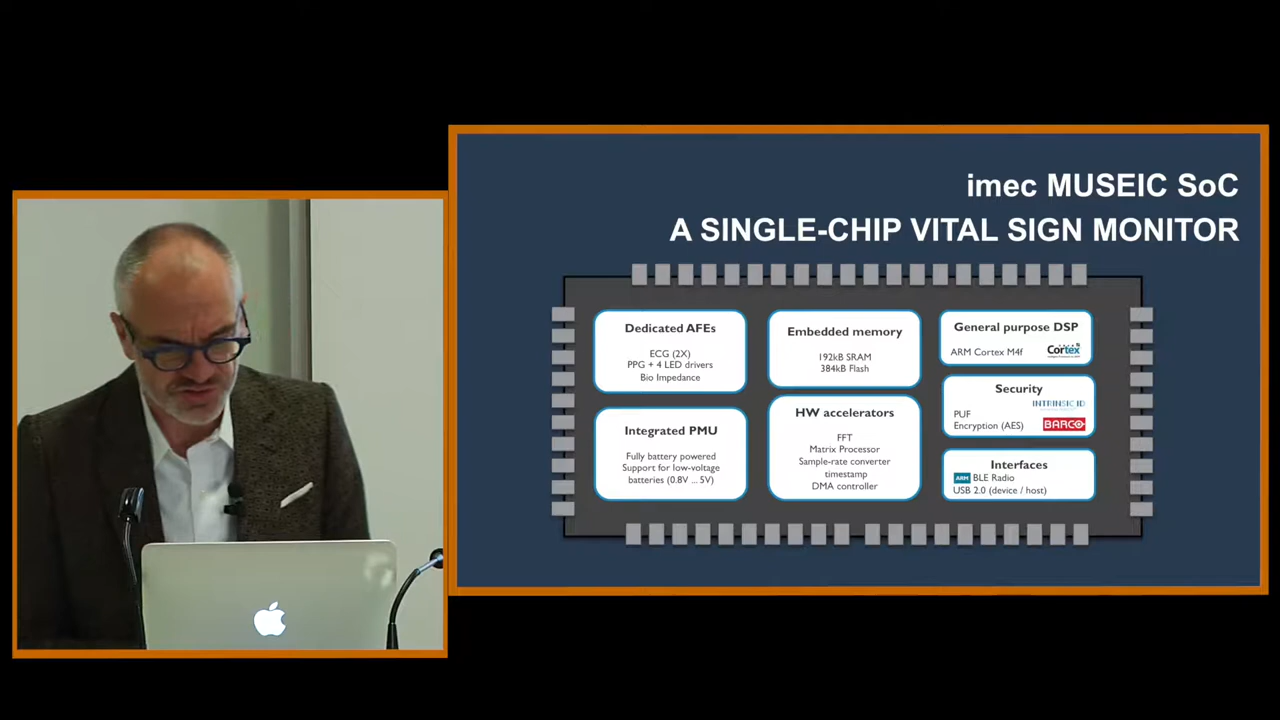 imec MUSEIC SoC
A SINGLE-CHIP VITAL SIGN MONITOR
Dedicated AFEs
ECG (2X)
PPG + 4 LED drivers
Bio Impedance
Integrated PMU
Fully battery powered
Support for low-voltage
batteries (0.8V ... 5V)
Embedded memory
192kB SRAM
384kB Flash
HW accelerators
FFT
Matrix Processor
Sample-rate converter
timestamp
DMA controller
General purpose DSP
ARM Cortex M4f
Cortex
Security
INTRINSIC ID
PUF
Encryption (AES)
BARCO
Interfaces
ARM BLE Radio
USB 2.0 (device / host)